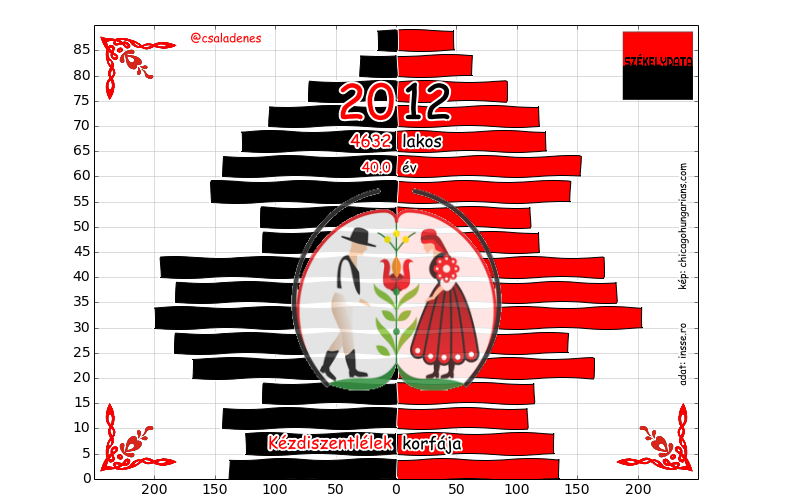 @csaladenes
SZÉKELYDATA
2012
4632 lakos
40.0 év
kép: chicagohungarians.com
adat: insse.ro
Kézdiszentlélek korfája
85
80
75
70
65
60
55
50
45
40
35
30
25
20
15
10
5
0
200 150 100 50 0 50 100 150 200